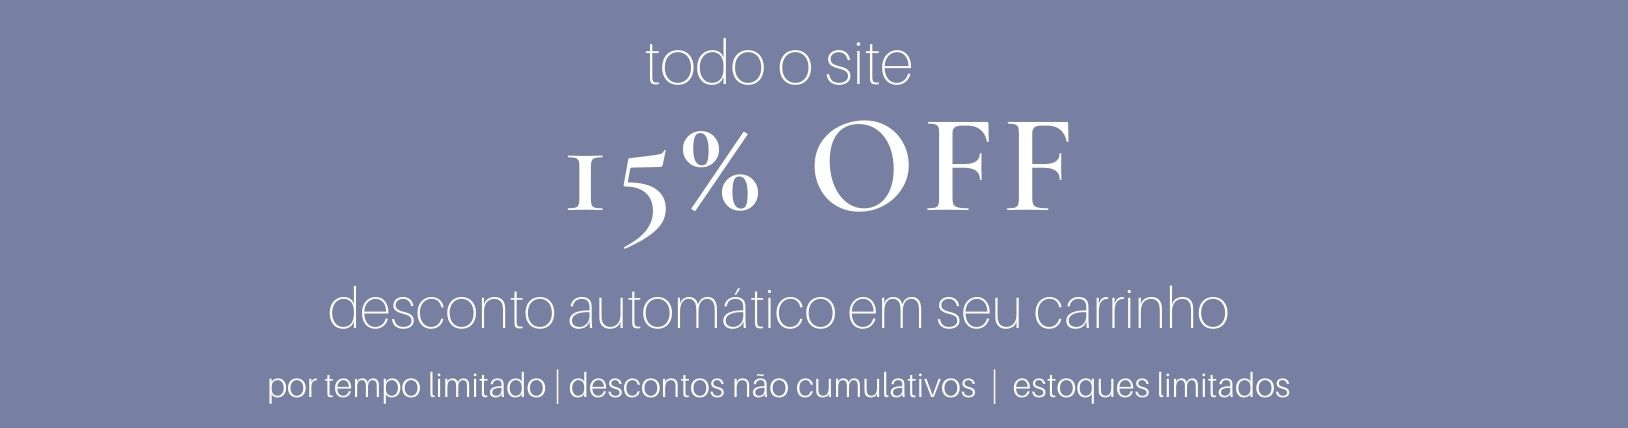 todo o site
15% OFF
desconto automático em seu carrinho
por tempo limitado | descontos não cumulativos | estoques limitados